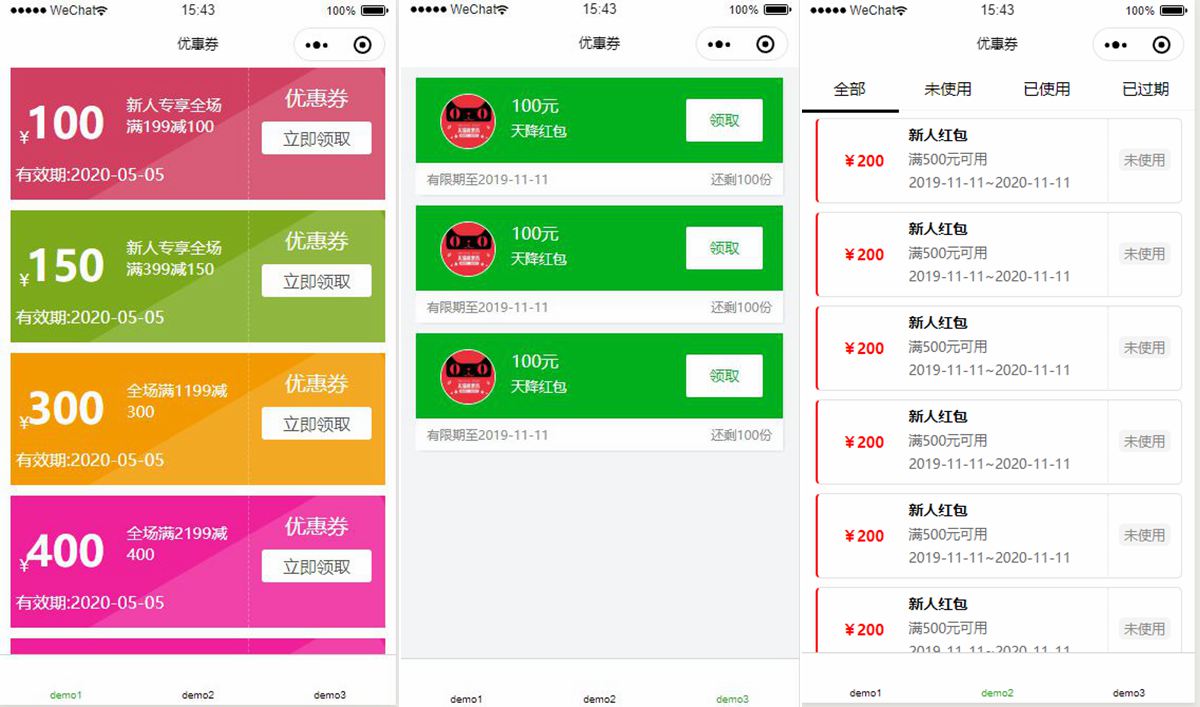 WeChat 15:43 100%
优惠券
¥100
新人专享全场
满199减100
有效期:2020-05-05
优惠券
立即领取
¥150
新人专享全场
满399减150
有效期:2020-05-05
优惠券
立即领取
¥300
全场满1199减
300
有效期:2020-05-05
优惠券
立即领取
¥400
全场满2199减
400
有效期:2020-05-05
优惠券
立即领取
demo1 demo2 demo3
WeChat 15:43 100%
优惠券
100元
天降红包
领取
有限期至2019-11-11 还剩100份
100元
天降红包
领取
有限期至2019-11-11 还剩100份
100元
天降红包
领取
有限期至2019-11-11 还剩100份
demo1 demo2 demo3
WeChat 15:43 100%
优惠券
全部 未使用 已使用 已过期
¥200
新人红包
满500元可用
2019-11-11~2020-11-11
未使用
¥200
新人红包
满500元可用
2019-11-11~2020-11-11
未使用
¥200
新人红包
满500元可用
2019-11-11~2020-11-11
未使用
¥200
新人红包
满500元可用
2019-11-11~2020-11-11
未使用
¥200
新人红包
满500元可用
2019-11-11~2020-11-11
未使用
¥200
新人红包
满500元可用
2019-11-11~2020-11-11
未使用
demo1 demo2 demo3